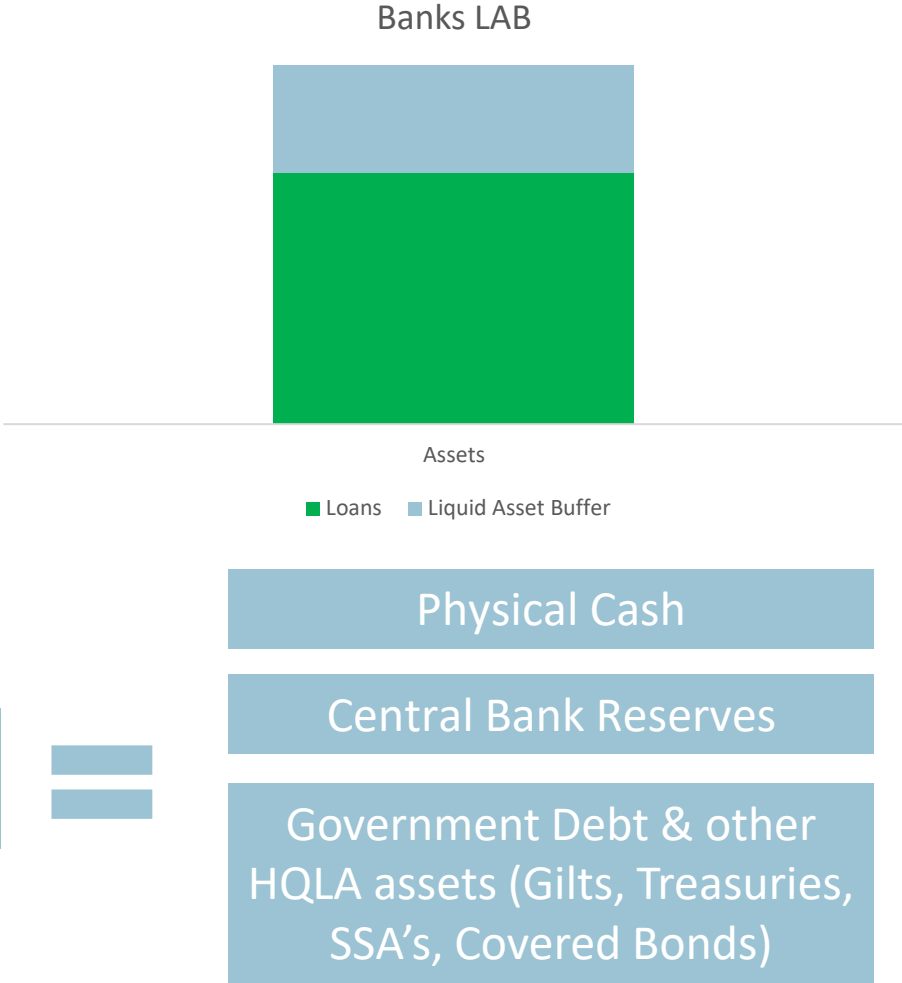 Banks LAB
Assets
Loans Liquid Asset Buffer
Physical Cash
Central Bank Reserves
Government Debt & other
HQLA assets (Gilts, Treasuries,
SSA’s, Covered Bonds)